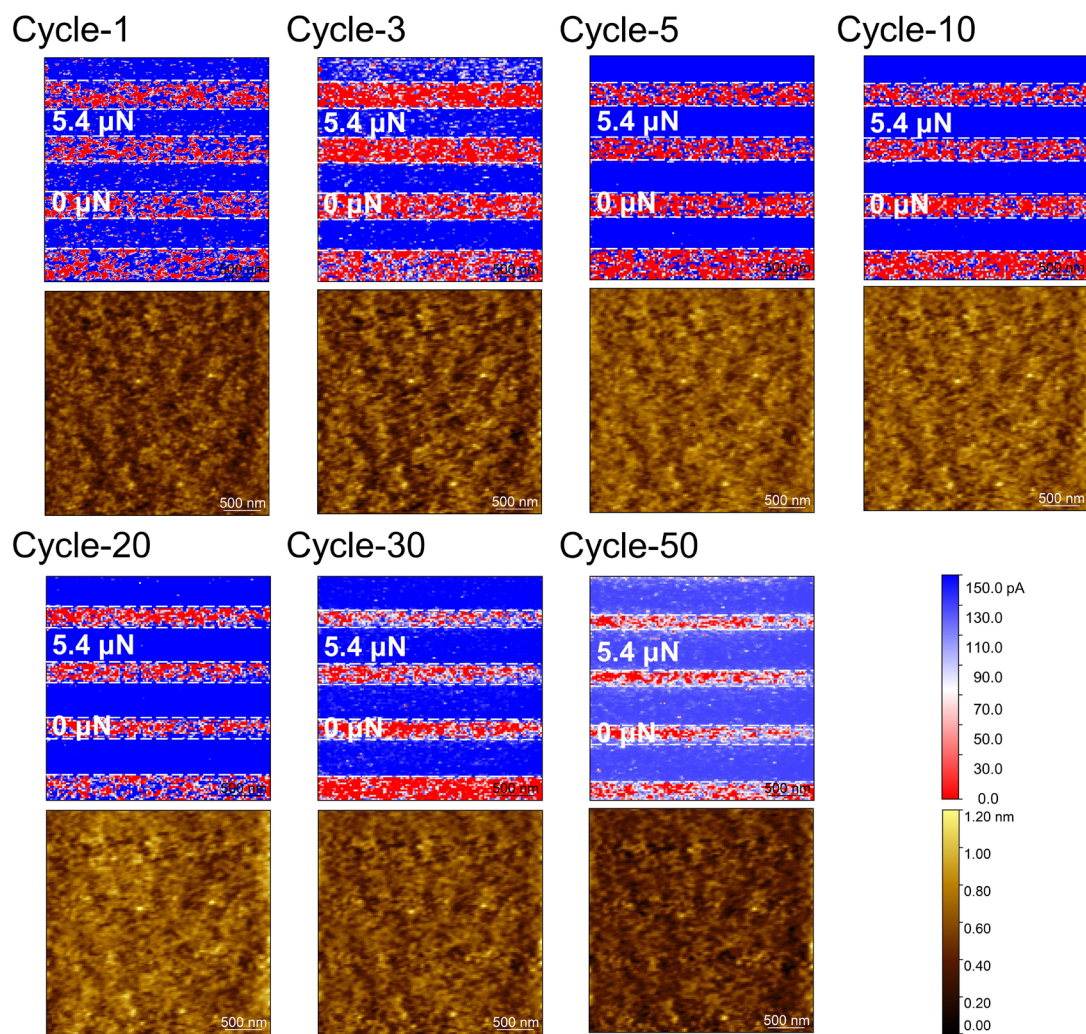 Cycle-1
Cycle-3
Cycle-5
Cycle-10
5.4 µN
5.4 µN
5.4 µN
5.4 µN
0 µN
0 µN
0 µN
0 µN
500 nm
500 nm
500 nm
500 nm
500 nm
500 nm
500 nm
500 nm
Cycle-20
Cycle-30
Cycle-50
5.4 µN
5.4 µN
5.4 µN
0 µN
0 µN
0 µN
500 nm
500 nm
500 nm
500 nm
500 nm
500 nm
150.0 pA
130.0
110.0
90.0
70.0
50.0
30.0
0.0
1.20 nm
1.00
0.80
0.60
0.40
0.20
0.00